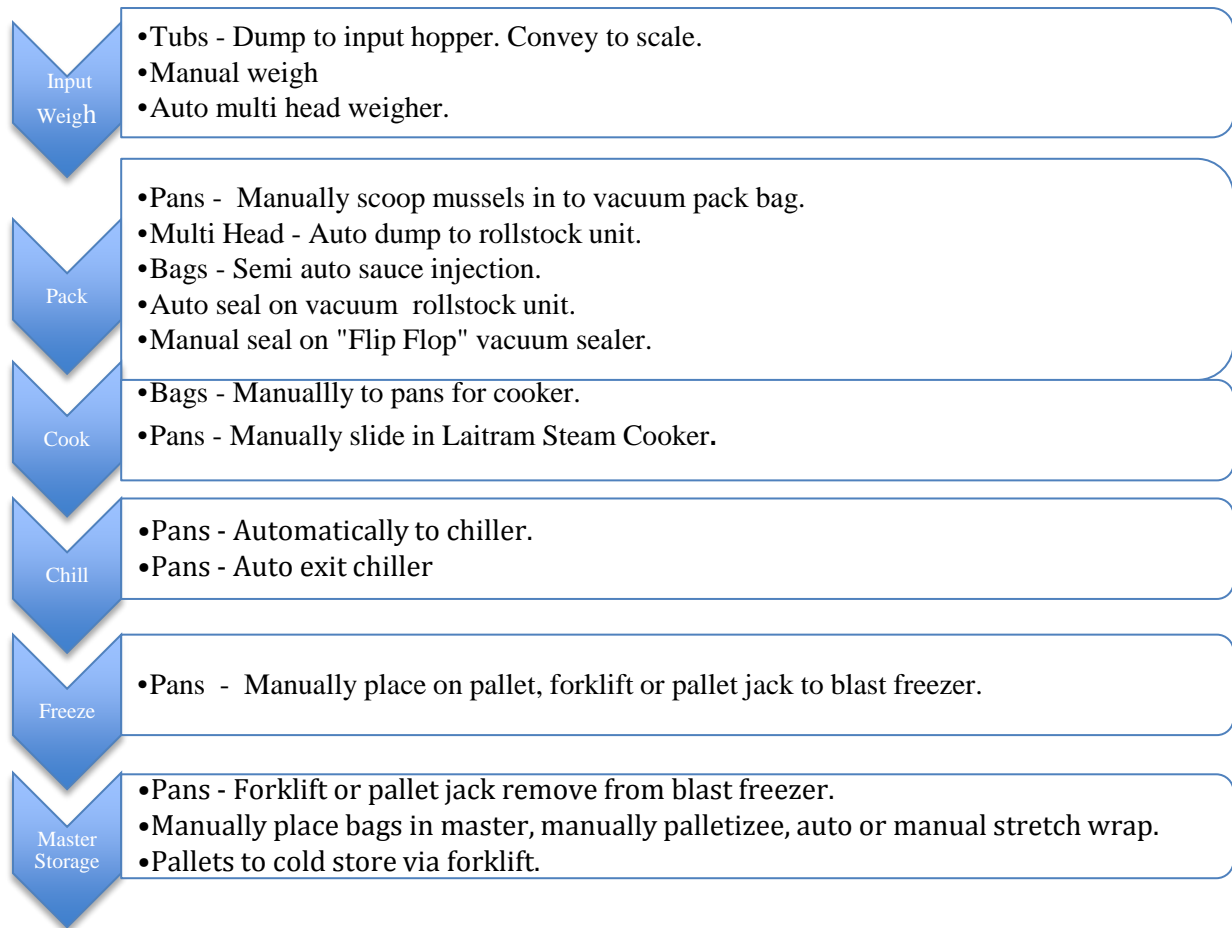 Input
Weigh
•Tubs - Dump to input hopper. Convey to scale.
•Manual weigh
•Auto multi head weigher.
Pack
•Pans - Manually scoop mussels in to vacuum pack bag.
•Multi Head - Auto dump to rollstock unit.
•Bags - Semi auto sauce injection.
•Auto seal on vacuum rollstock unit.
•Manual seal on "Flip Flop" vacuum sealer.
Cook
•Bags - Manuallly to pans for cooker.
•Pans - Manually slide in Laitram Steam Cooker.
Chill
•Pans - Automatically to chiller.
•Pans - Auto exit chiller
Freeze
•Pans - Manually place on pallet, forklift or pallet jack to blast freezer.
Master
Storage
•Pans - Forklift or pallet jack remove from blast freezer.
•Manually place bags in master, manually palletizee, auto or manual stretch wrap.
•Pallets to cold store via forklift.